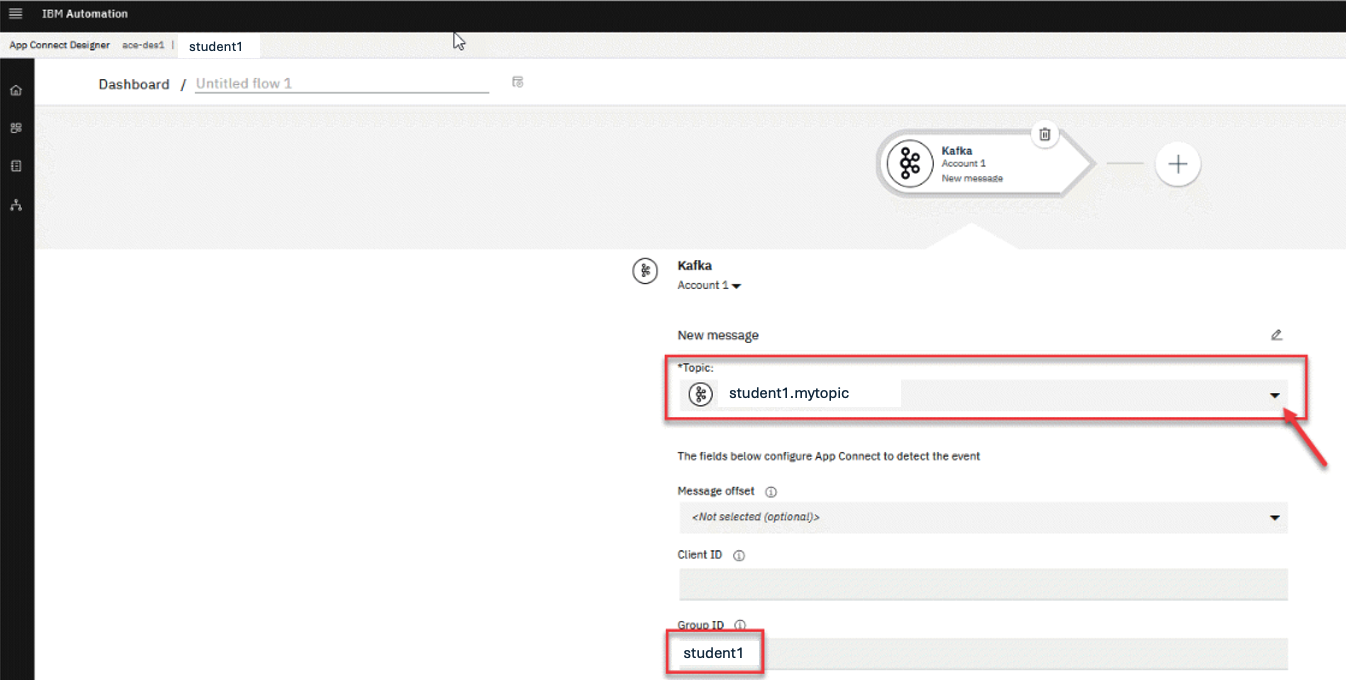 IBM Automation
App Connect Designer ace-des1 | student1
Dashboard / Untitled flow 1
Kafka
Account 1
New message
Kafka
Account 1
New message
*Topic:
student1.mytopic
The fields below configure App Connect to detect the event
Message offset
<Not selected (optional)>
Client ID
Group ID
student1